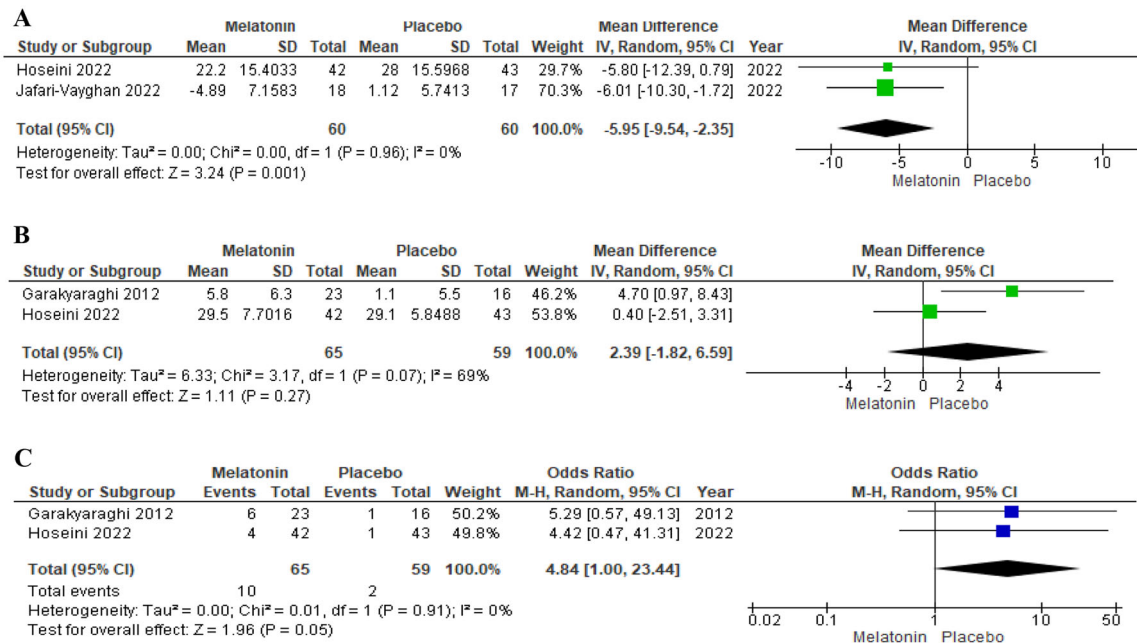 A
Melatonin Placebo Mean Difference Mean Difference
Study or Subgroup Mean SD Total Mean SD Total Weight IV, Random, 95% CI Year IV, Random, 95% CI
Hoseini 2022 22.2 15.4033 42 28 15.5968 43 29.7% -5.80 [-12.39, 0.79] 2022
Jafari-Vayghan 2022 -4.89 7.1583 18 1.12 5.7413 17 70.3% -6.01 [-10.30, -1.72] 2022
Total (95% CI) 60 60 100.0% -5.95 [-9.54, -2.35]
Heterogeneity: Tau² = 0.00; Chi² = 0.00, df = 1 (P = 0.96); I² = 0%
Test for overall effect: Z = 3.24 (P = 0.001)
-10 -5 0 5 10
Melatonin Placebo
B
Melatonin Placebo Mean Difference Mean Difference
Study or Subgroup Mean SD Total Mean SD Total Weight IV, Random, 95% CI IV, Random, 95% CI
Garakyaraghi 2012 5.8 6.3 23 1.1 5.5 16 46.2% 4.70 [0.97, 8.43]
Hoseini 2022 29.5 7.7016 42 29.1 5.8488 43 53.8% 0.40 [-2.51, 3.31]
Total (95% CI) 65 59 100.0% 2.39 [-1.82, 6.59]
Heterogeneity: Tau² = 6.33; Chi² = 3.17, df = 1 (P = 0.07); I² = 69%
Test for overall effect: Z = 1.11 (P = 0.27)
-4 -2 0 2 4
Melatonin Placebo
C
Melatonin Placebo Odds Ratio Odds Ratio
Study or Subgroup Events Total Events Total Weight M-H, Random, 95% CI Year M-H, Random, 95% CI
Garakyaraghi 2012 6 23 1 16 50.2% 5.29 [0.57, 49.13] 2012
Hoseini 2022 4 42 1 43 49.8% 4.42 [0.47, 41.31] 2022
Total (95% CI) 65 59 100.0% 4.84 [1.00, 23.44]
Total events 10 2
Heterogeneity: Tau² = 0.00; Chi² = 0.01, df = 1 (P = 0.91); I² = 0%
Test for overall effect: Z = 1.96 (P = 0.05)
0.02 0.1 1 10 50
Melatonin Placebo